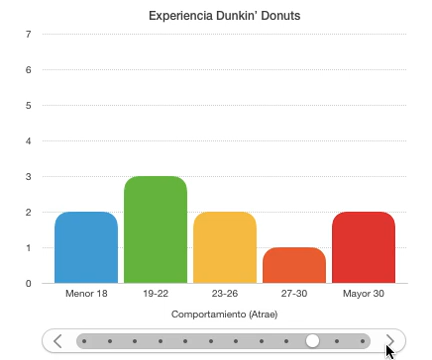 Experiencia Dunkin’ Donuts
7
6
5
4
3
2
1
0
Menor 18 19-22 23-26 27-30 Mayor 30
Comportamiento (Atrae)